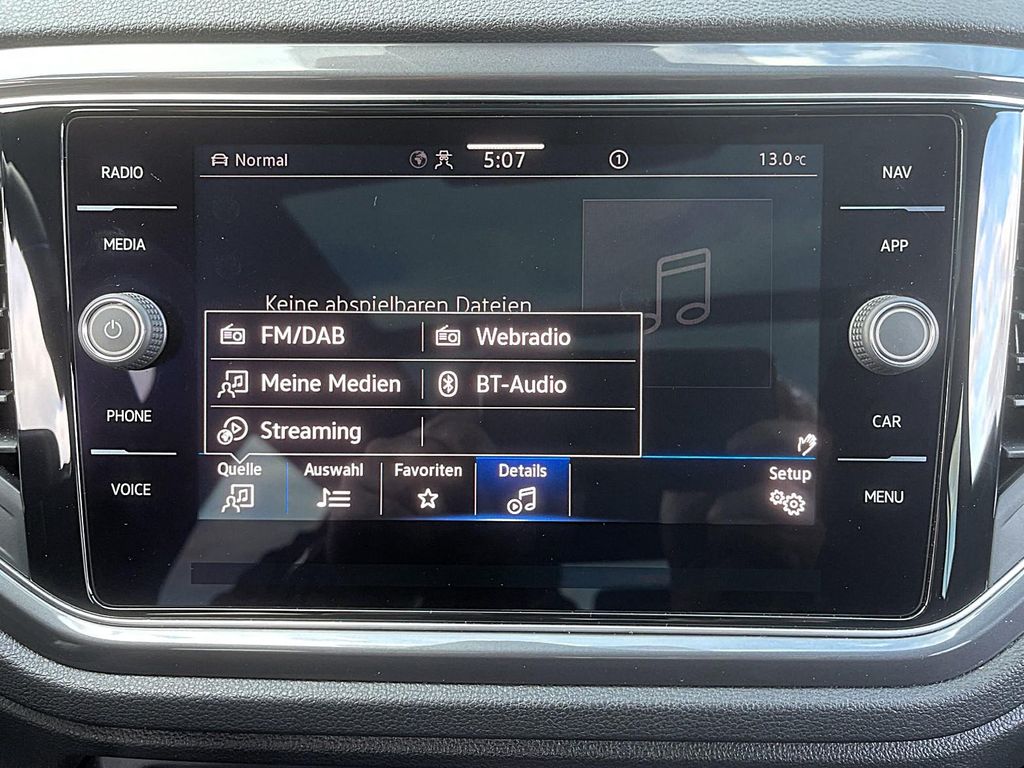 RADIO
MEDIA
PHONE
VOICE
Normal 5:07 1 13.0 °C
Keine abspielbaren Dateien
FM/DAB Webradio
Meine Medien BT-Audio
Streaming
Quelle Auswahl Favoriten Details Setup
NAV
APP
CAR
MENU